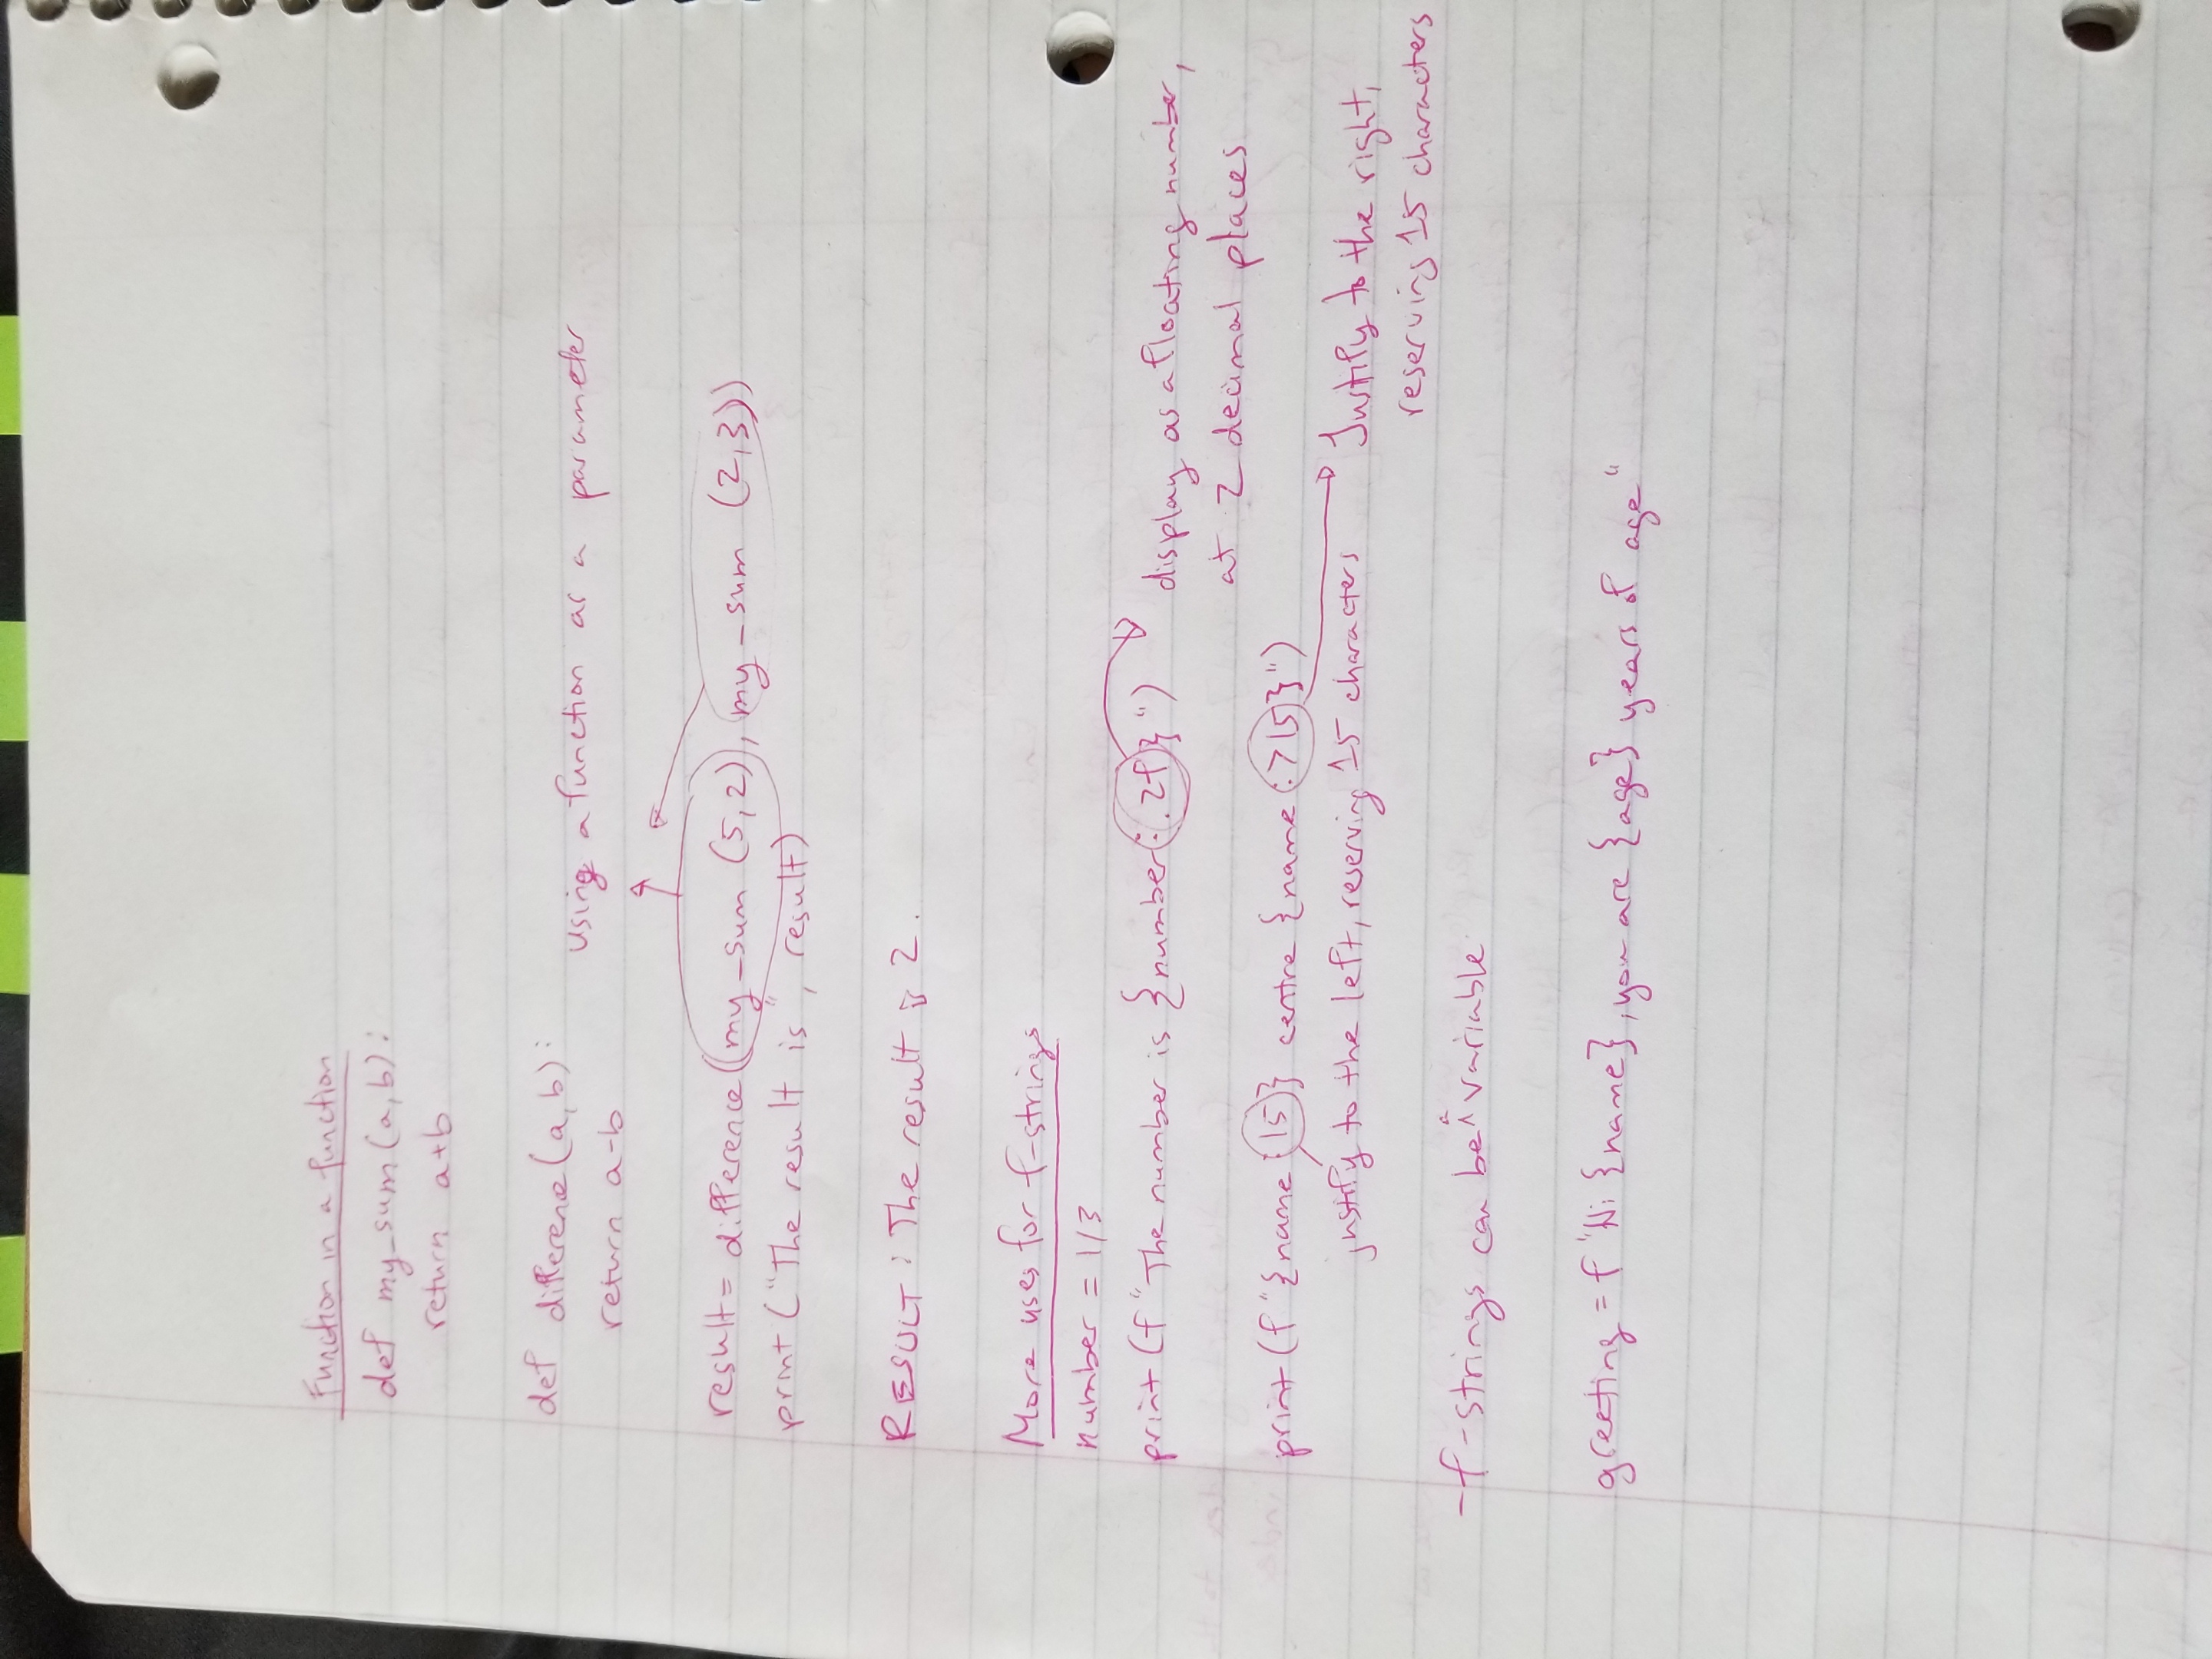 Function in a function
def my_sum(a,b):
return a+b
def difference(a,b):
return a-b
using a function as a parameter
result= difference(my_sum (5,2), my_sum (2,3))
print ("The result is", result)
RESULT: The result is 2.
More uses for f-strings
number = 1/3
print (f "The number is {number:.2f}")
display as a floating number,
at 2 decimal places
print (f "{name:15} centre {name:>15}")
justify to the left, reserving 15 characters
Justify to the right,
reserving 15 characters
-f-strings can be a variable
greeting = f "Hi {name}, you are {age} years of age"